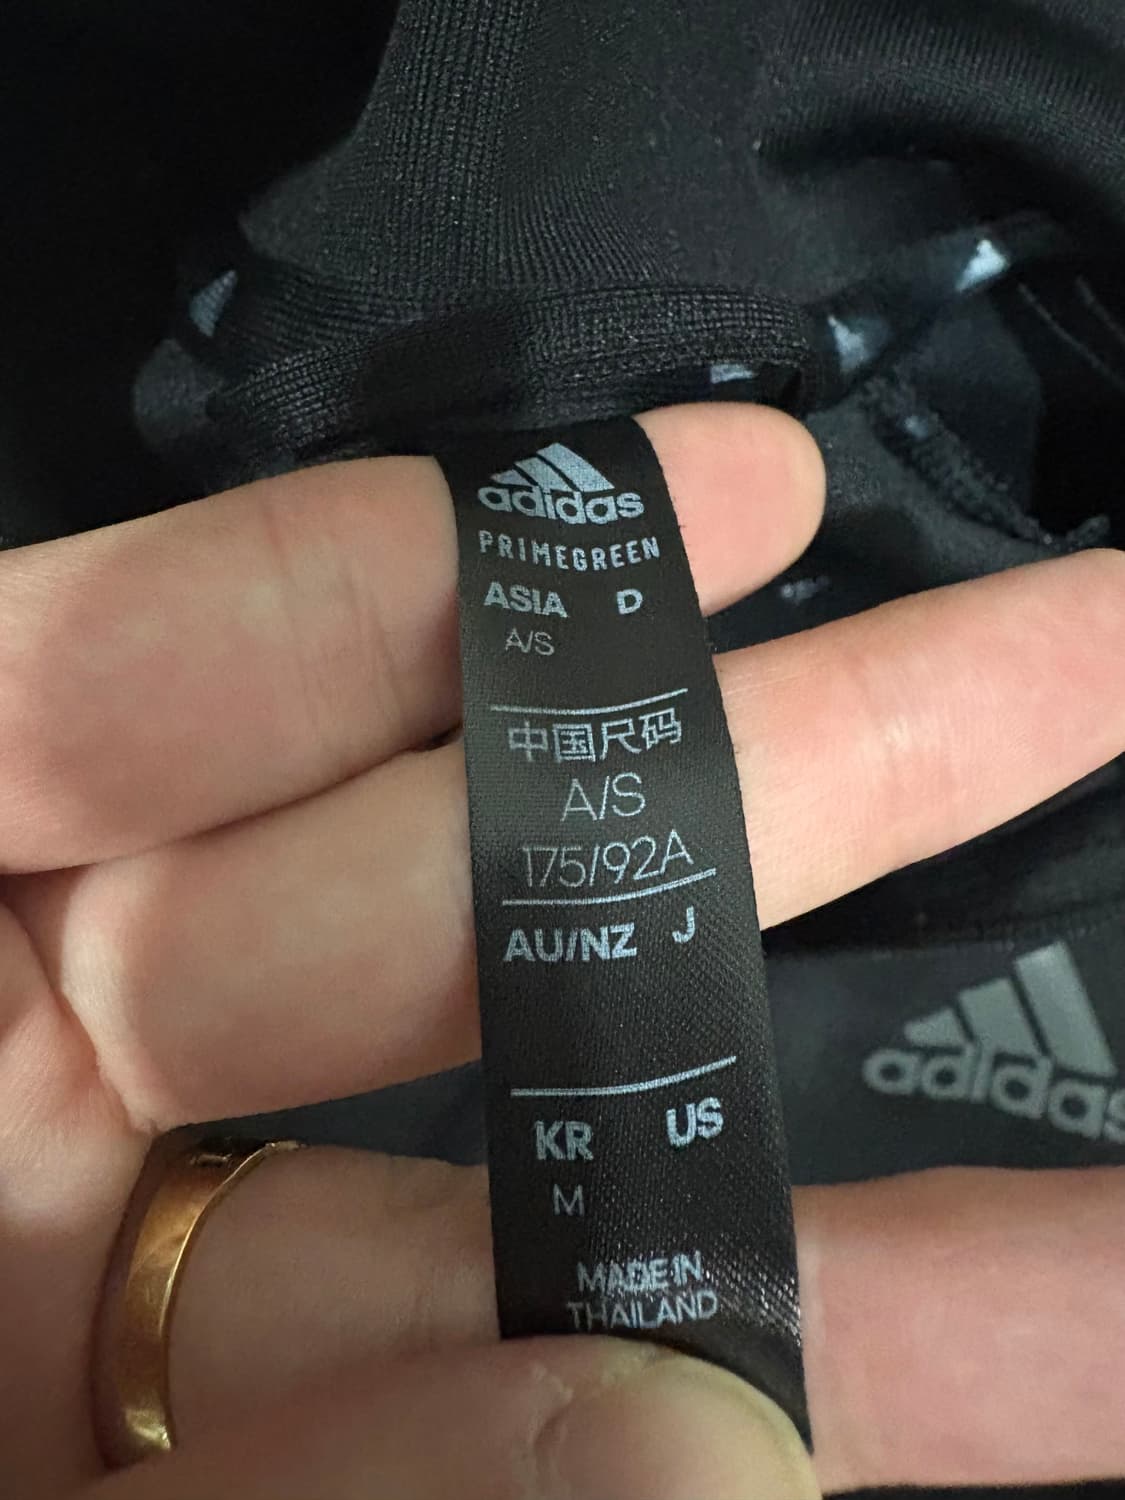 adidas
PRIMEGREEN
ASIA D
A/S
中国尺码
A/S
175/92A
AU/NZ J
KR US
M
MADE IN
THAILAND
adidas